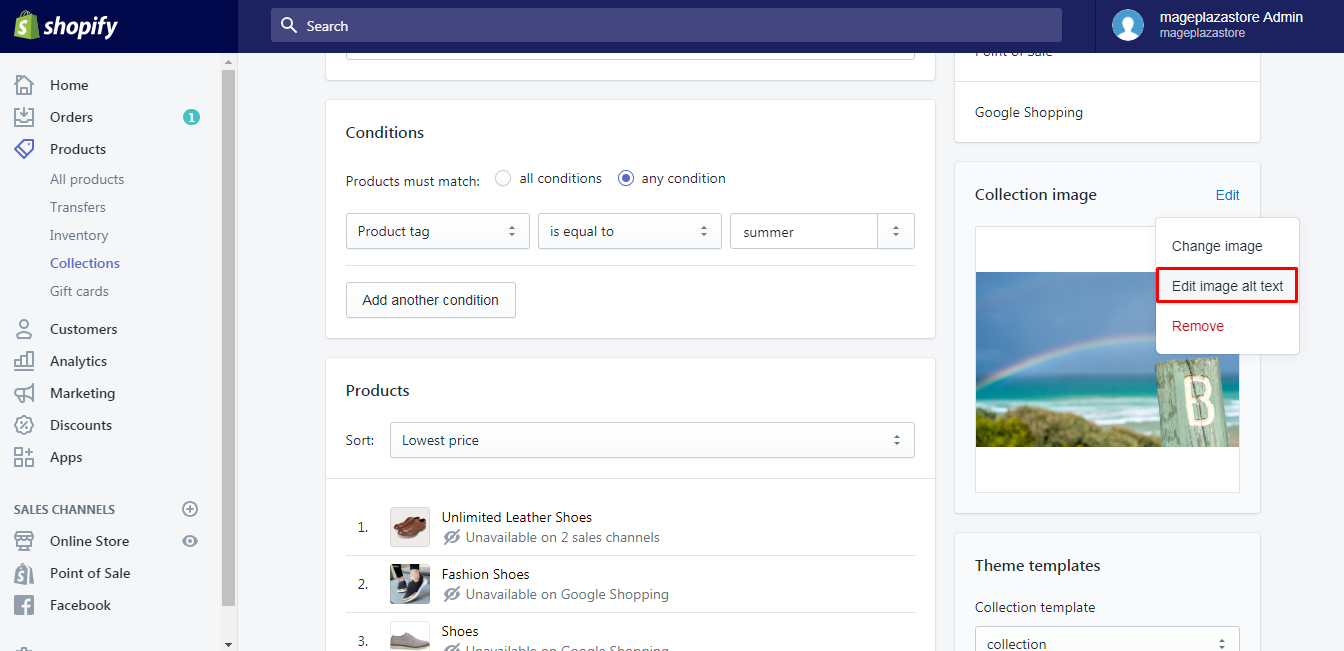 shopify
Search
mageplazastore Admin
mageplazastore
Home
Orders
1
Products
All products
Transfers
Inventory
Collections
Gift cards
Customers
Analytics
Marketing
Discounts
Apps
SALES CHANNELS
Online Store
Point of Sale
Facebook
Conditions
Products must match:
all conditions
any condition
Product tag
is equal to
summer
Add another condition
Products
Sort:
Lowest price
1.
Unlimited Leather Shoes
Unavailable on 2 sales channels
2.
Fashion Shoes
Unavailable on Google Shopping
3.
Shoes
Unavailable on Google Shopping
Point of Sale
Google Shopping
Collection image
Edit
Change image
Edit image alt text
Remove
B
Theme templates
Collection template
collection